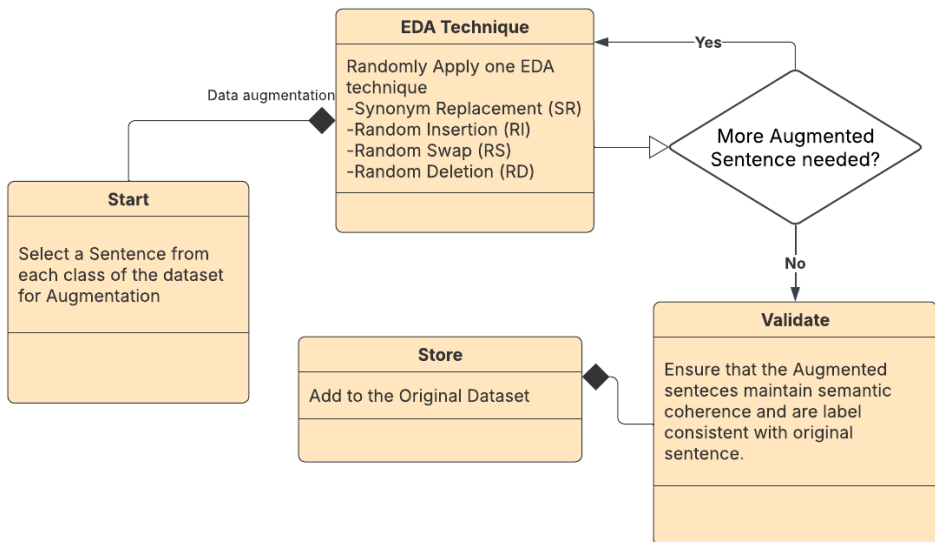 Start
Select a Sentence from
each class of the dataset
for Augmentation
Data augmentation
EDA Technique
Randomly Apply one EDA
technique
-Synonym Replacement (SR)
-Random Insertion (RI)
-Random Swap (RS)
-Random Deletion (RD)
Yes
More Augmented
Sentence needed?
No
Validate
Ensure that the Augmented
senteces maintain semantic
coherence and are label
consistent with original
sentence.
Store
Add to the Original Dataset